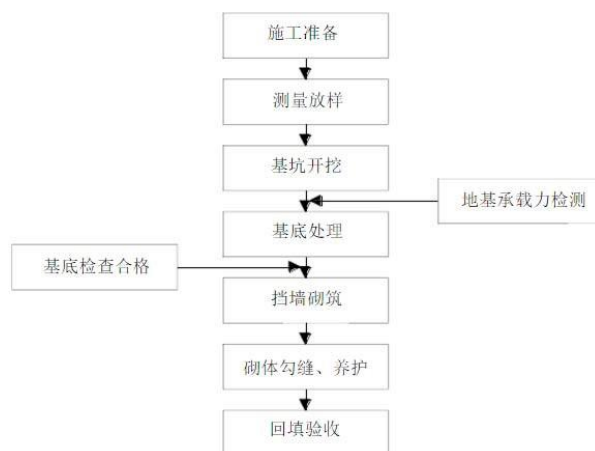 施工准备
测量放样
基坑开挖
地基承载力检测
基底处理
基底检查合格
挡墙砌筑
砌体勾缝、养护
回填验收